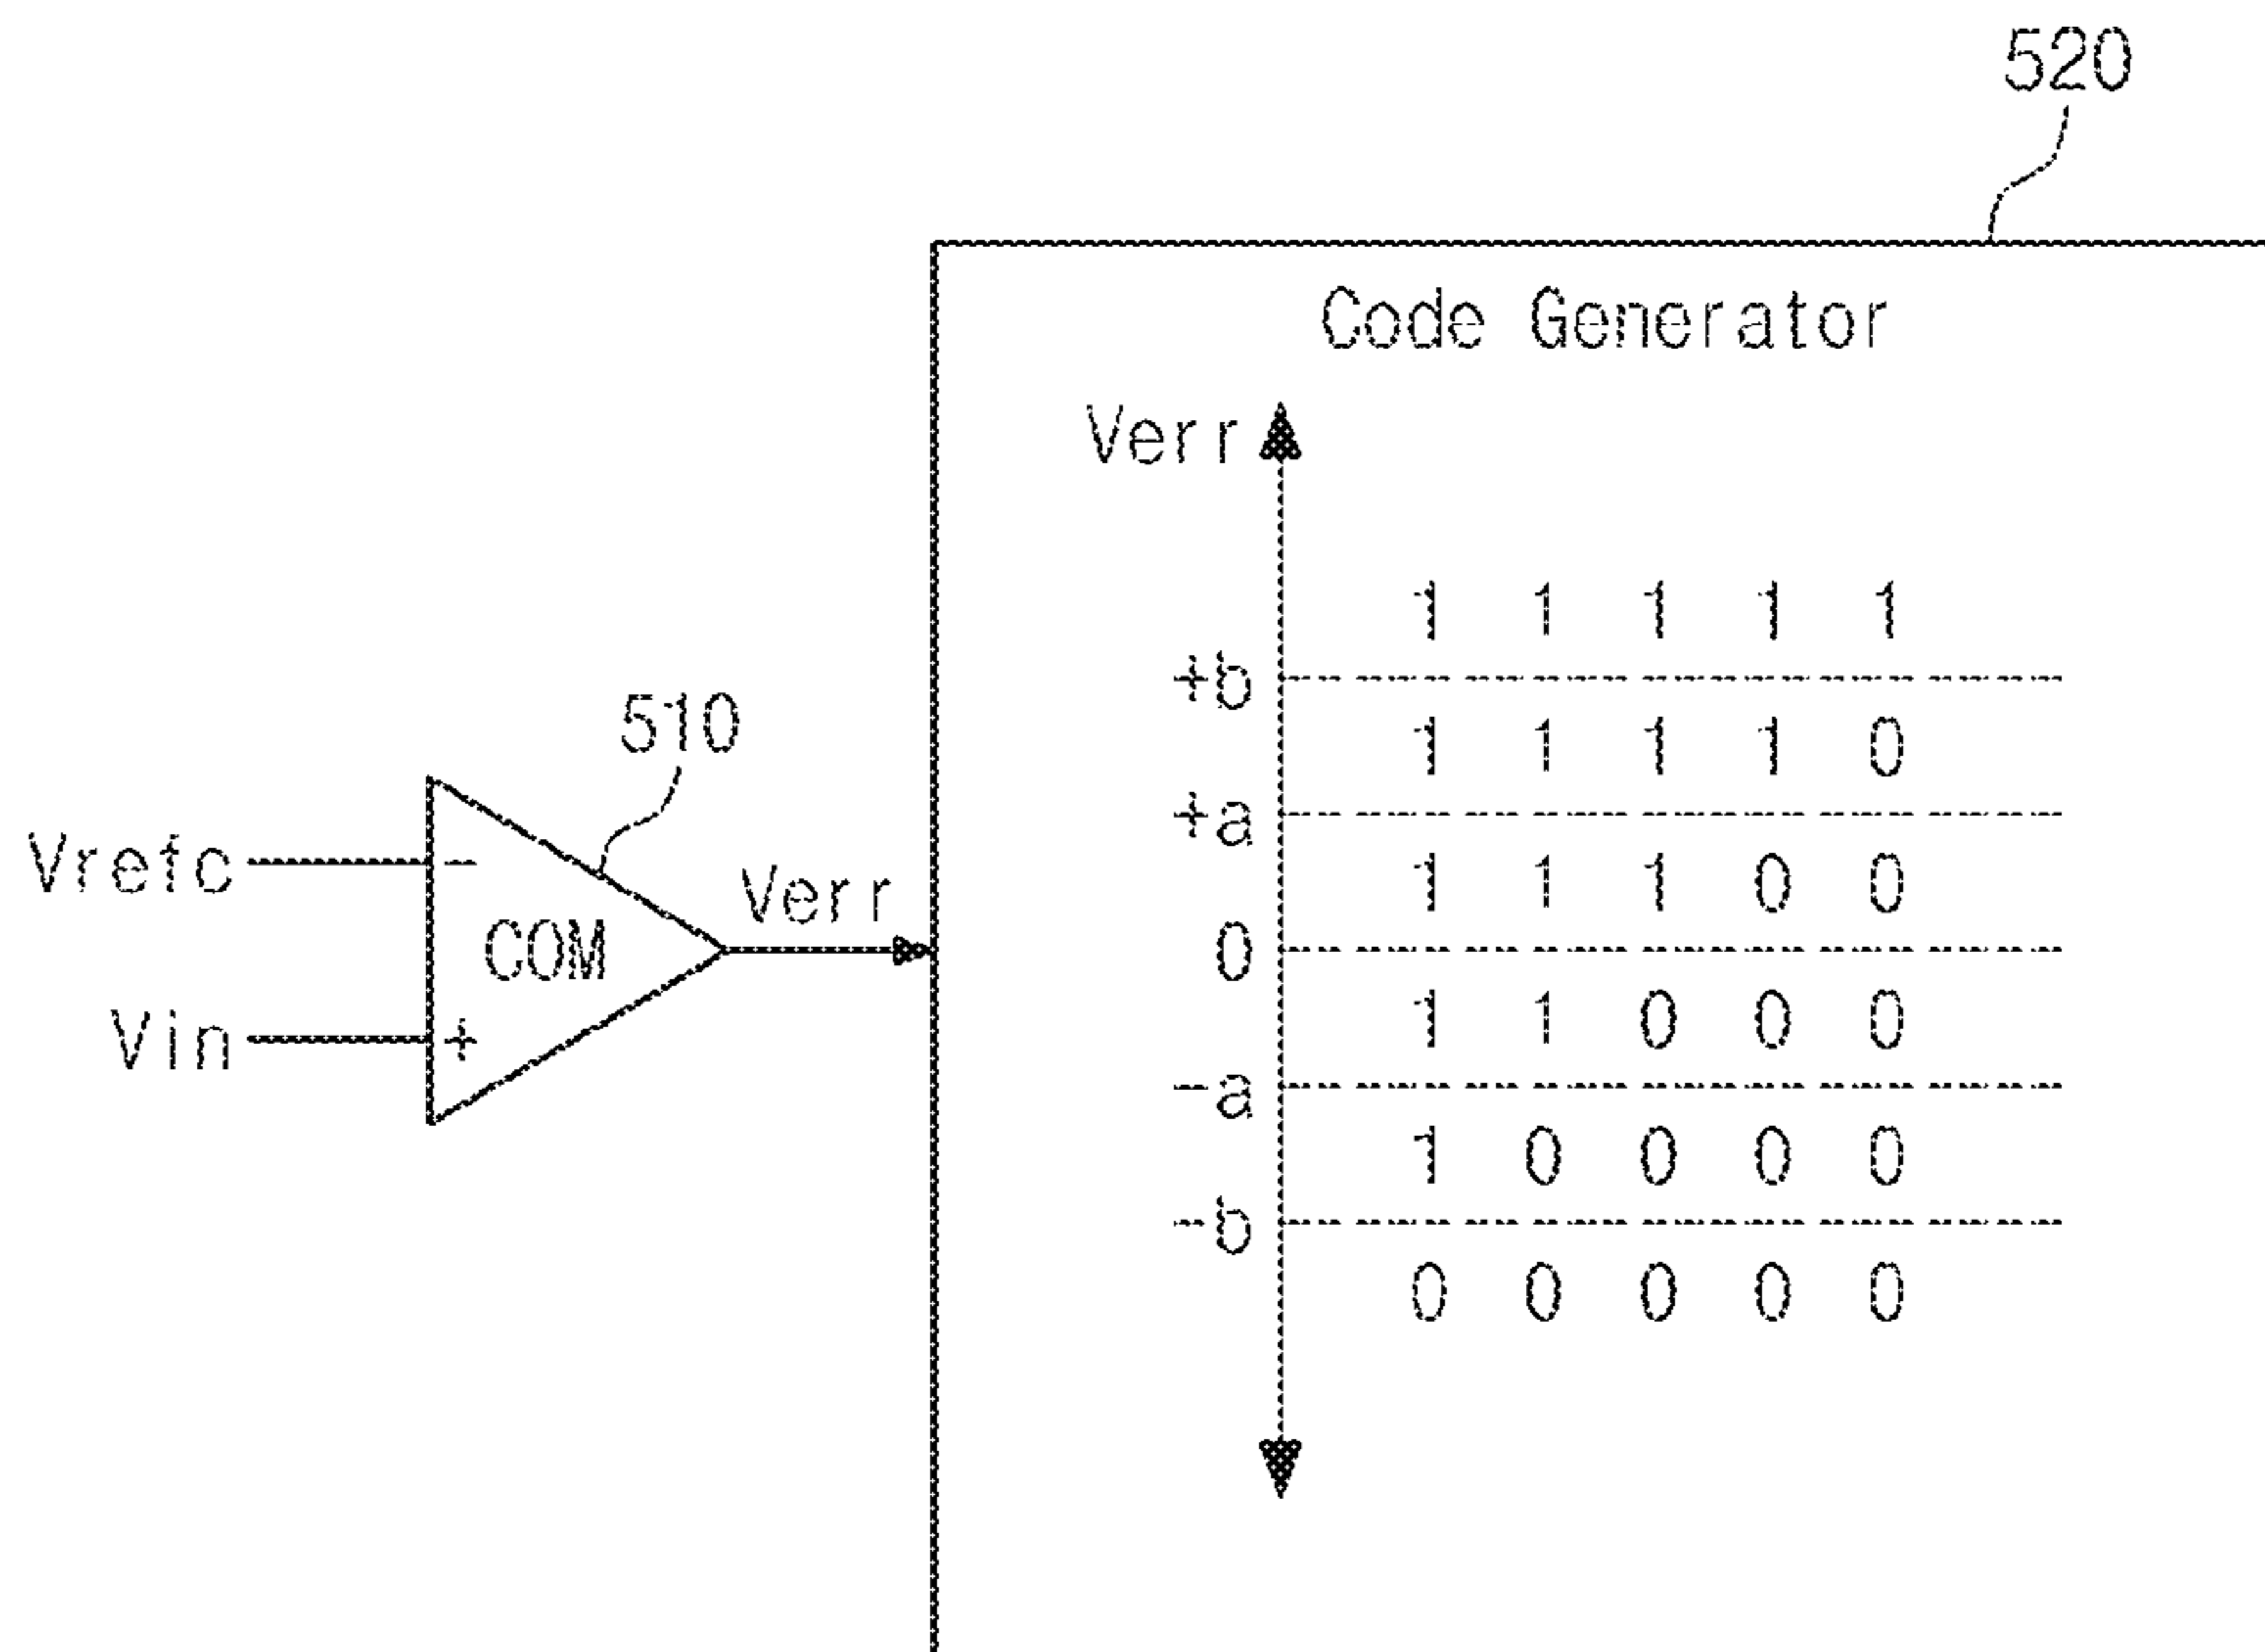 520
Code Generator
Verr
1 1 1 1 1
+b
510
1 1 1 1 0
+a
Vrefc
-
1 1 1 0 0
Verr
COM
0
1 1 0 0 0
Vin
+
-a
1 0 0 0 0
-b
0 0 0 0 0